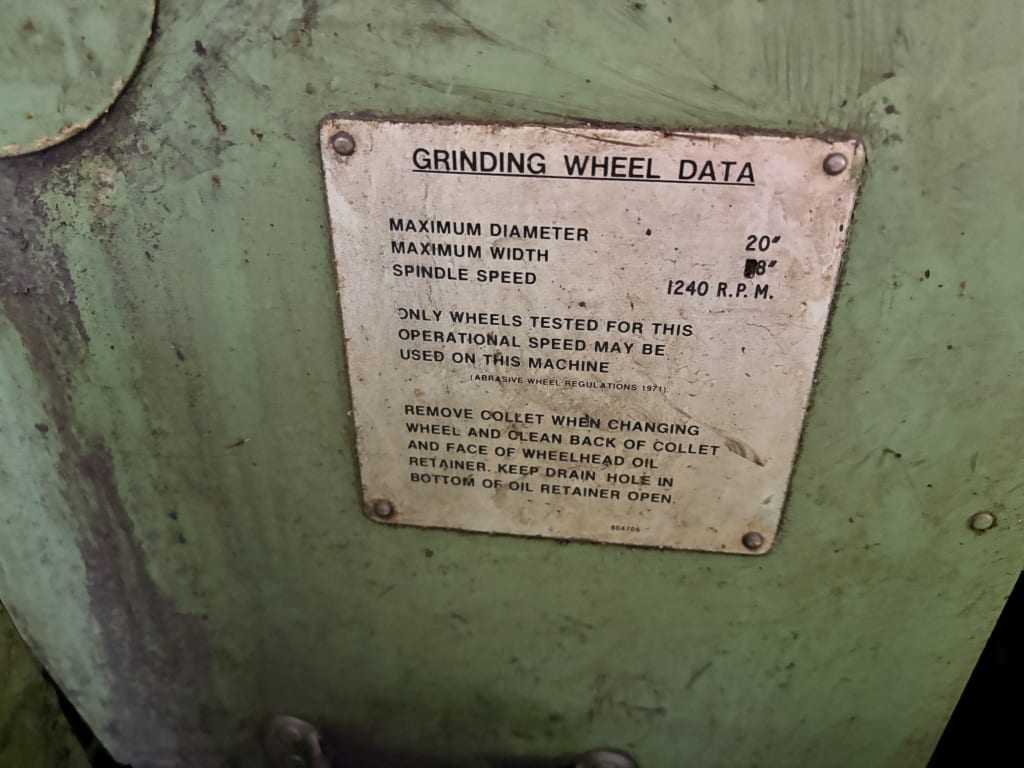 GRINDING WHEEL DATA
MAXIMUM DIAMETER 20"
MAXIMUM WIDTH 8"
SPINDLE SPEED 1240 R.P.M.
ONLY WHEELS TESTED FOR THIS
OPERATIONAL SPEED MAY BE
USED ON THIS MACHINE
(ABRASIVE WHEEL REGULATIONS 1971)
REMOVE COLLET WHEN CHANGING
WHEEL AND CLEAN BACK OF COLLET
AND FACE OF WHEELHEAD OIL
RETAINER. KEEP DRAIN HOLE IN
BOTTOM OF OIL RETAINER OPEN.